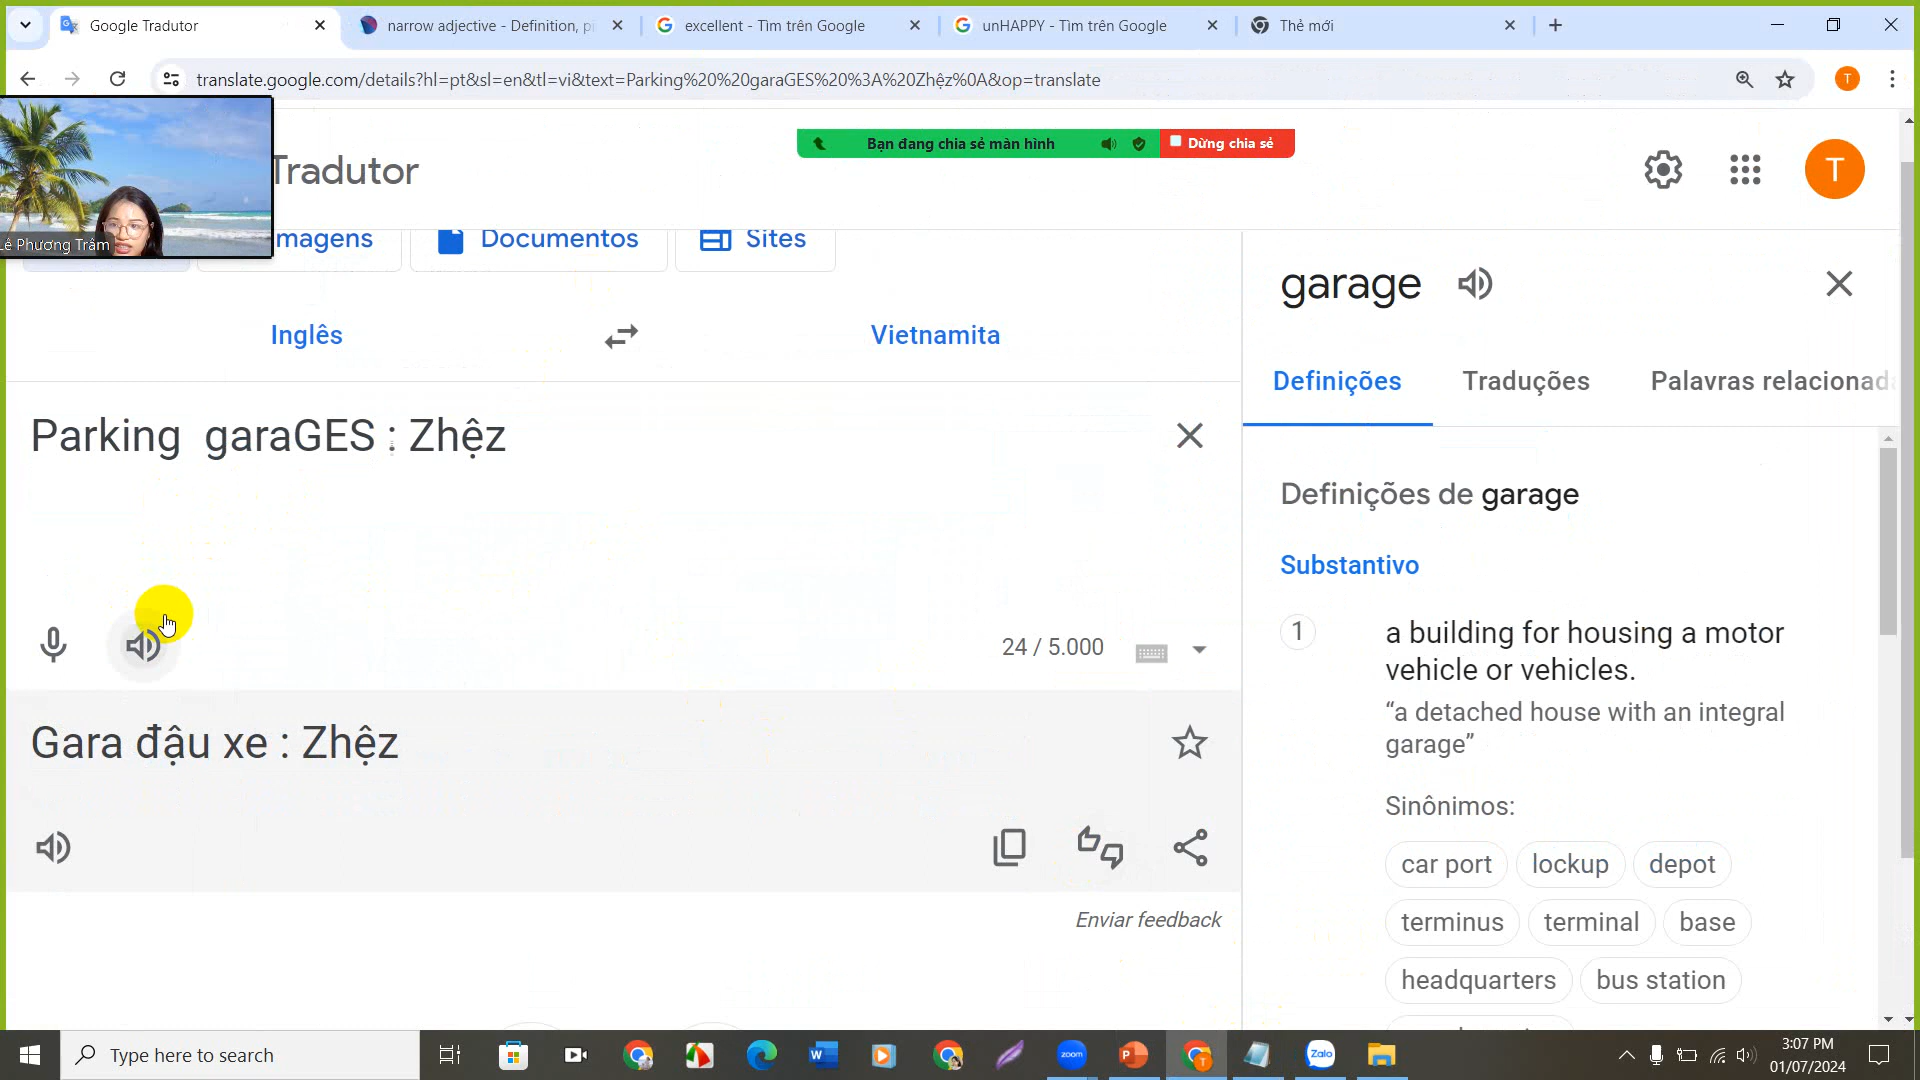 Google Tradutor
narrow adjective - Definition, pi
excellent - Tìm trên Google
unHAPPY - Tìm trên Google
Thẻ mới
translate.google.com/details?hl=pt&sl=en&tl=vi&text=Parking%20%20garaGES%20%3A%20Zhệz%0A&op=translate
T
Lê Phương Trâm
Tradutor
Bạn đang chia sẻ màn hình
Dừng chia sẻ
T
magens
Documentos
Sites
Inglês
Vietnamita
Parking  garaGES : Zhệz
24 / 5.000
Gara đậu xe : Zhệz
Enviar feedback
garage
Definições
Traduções
Palavras relacionada
Definições de garage
Substantivo
1
a building for housing a motor
vehicle or vehicles.
“a detached house with an integral
garage”
Sinônimos:
car port
lockup
depot
terminus
terminal
base
headquarters
bus station
Type here to search
zoom
Zalo
3:07 PM
01/07/2024